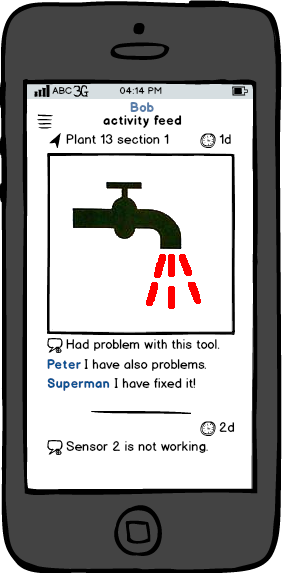 ABC 3G 04:14 PM
Bob
activity feed
Plant 13 section 1 1d
Had problem with this tool.
Peter I have also problems.
Superman I have fixed it!
2d
Sensor 2 is not working.